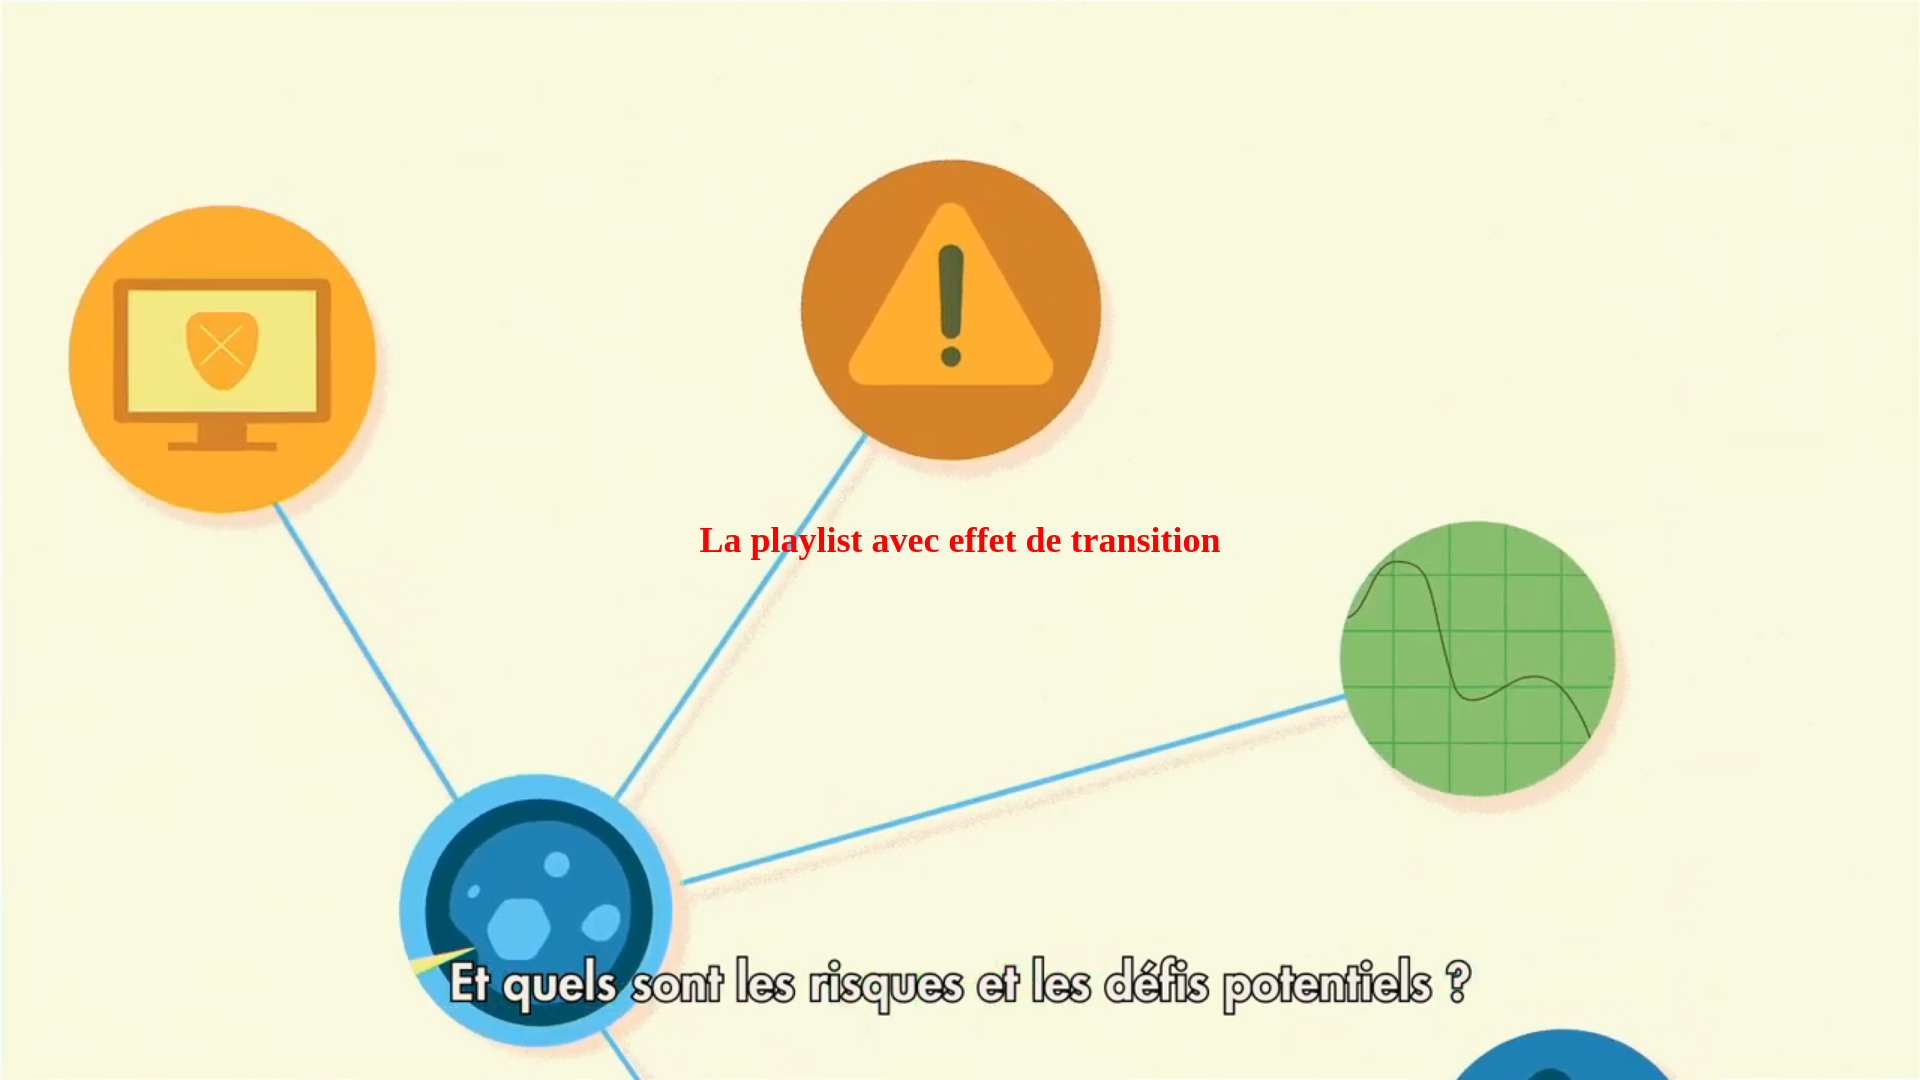 La playlist avec effet de transition
Et quels sont les risques et les défis potentiels ?